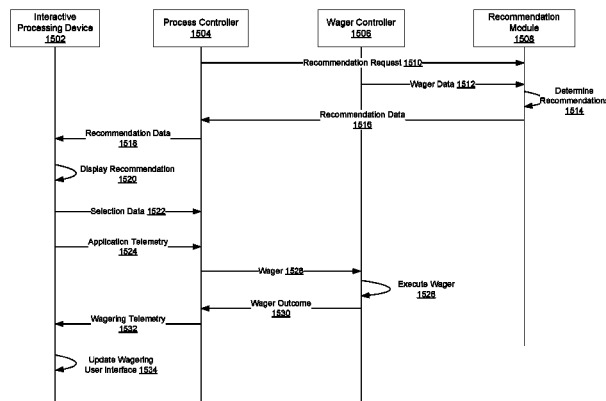 Interactive
Processing Device
1502
Process Controller
1504
Wager Controller
1506
Recommendation
Module
1508
Recommendation Request 1510
Wager Data 1512
Determine
Recommendations
1514
Recommendation Data
1516
Recommendation Data
1518
Display Recommendation
1520
Selection Data 1522
Application Telemetry
1524
Wager 1528
Execute Wager
1528
Wager Outcome
1530
Wagering Telemetry
1532
Update Wagering
User Interface 1534